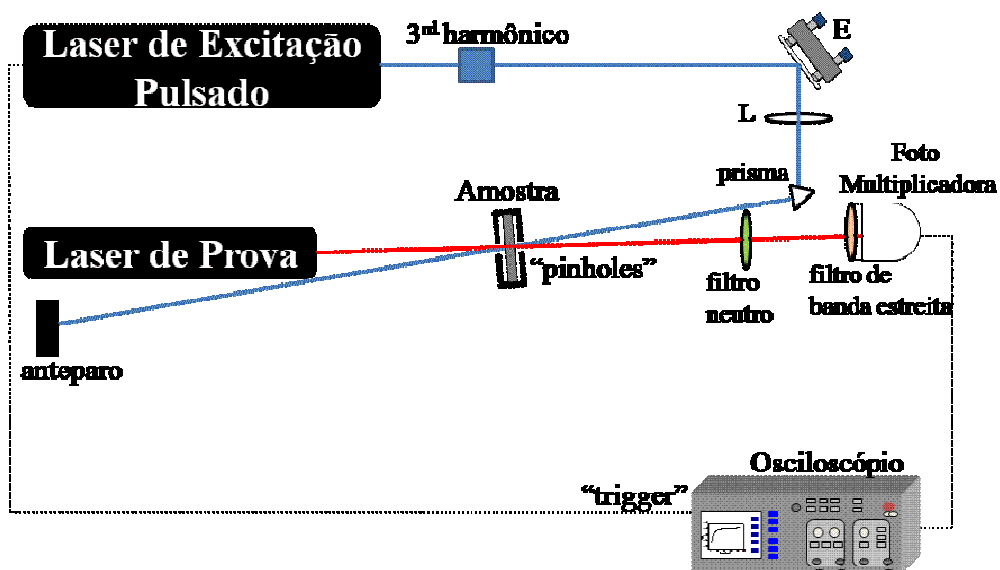 Laser de Excitação
Pulsado
3rd harmônico
E
L
Foto
Multiplicadora
prisma
Amostra
Laser de Prova
“pinholes”
filtro
neutro
filtro de
banda estreita
anteparo
Osciloscópio
“trigger”